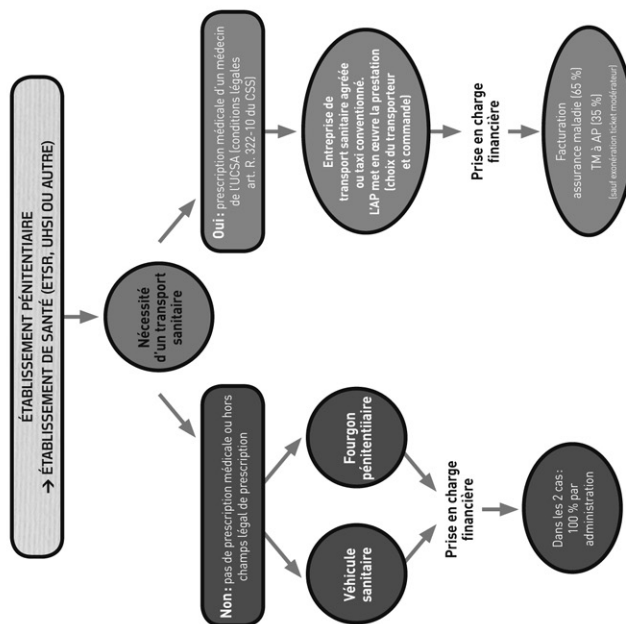 ÉTABLISSEMENT PÉNITENTIAIRE
→ ÉTABLISSEMENT DE SANTÉ (ETSR, UHSI OU AUTRE)
Nécessité
d'un transport
sanitaire
Non : pas de prescription médicale ou hors
champs légal de prescription
Véhicule
sanitaire
Fourgon
pénitentiiaire
Prise en charge
financière
Dans les 2 cas :
100 % par
administration
Oui : prescription médicale d'un médecin
de l'UCSA (conditions légales
art. R. 322-10 du CSS)
Entreprise de
transport sanitaire agréée
ou taxi conventionné.
L'AP met en œuvre la prestation
(choix du transporteur
et commande)
Prise en charge
financière
Facturation
assurance maladie (65 %)
TM à AP (35 %)
(sauf exonération ticket modérateur)